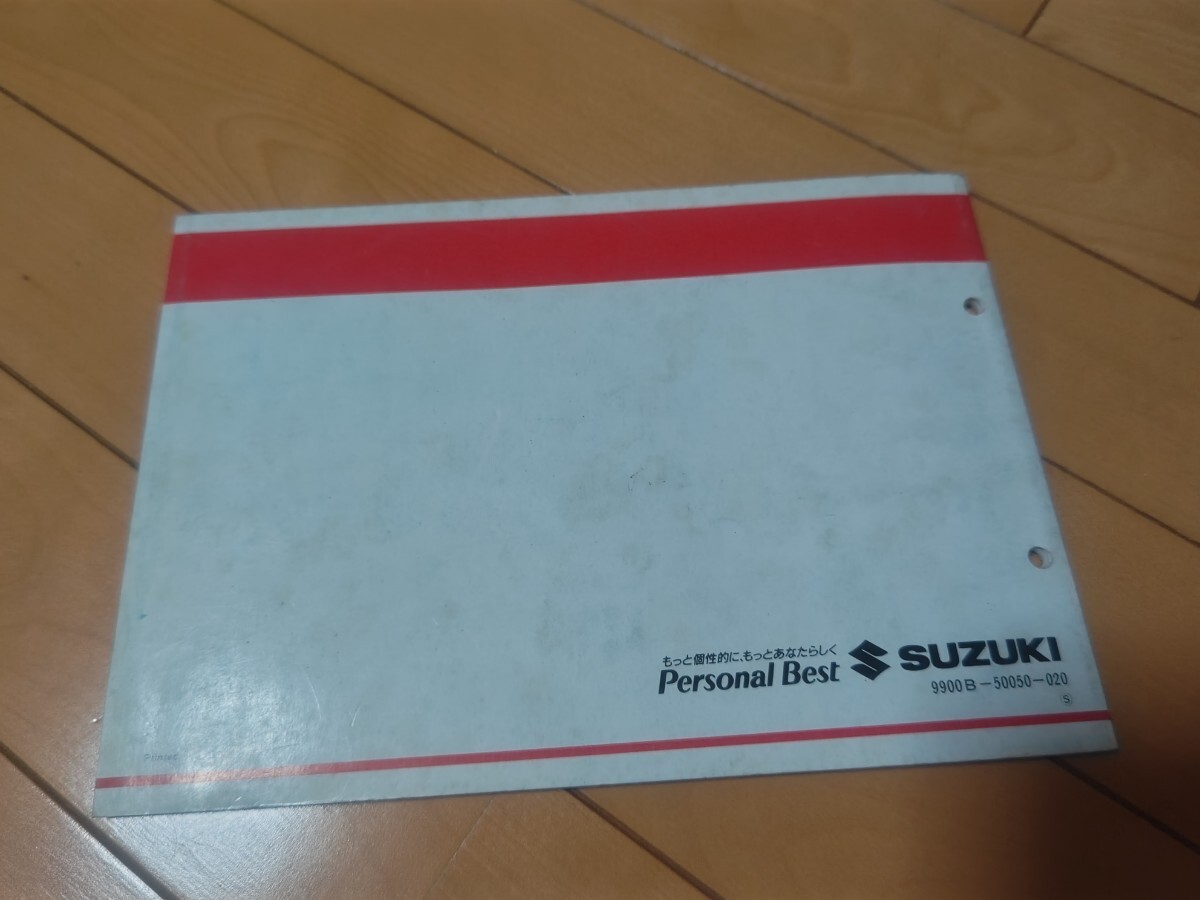 もっと個性的に、もっとあなたらしく
Personal Best SUZUKI
9900B-50050-020
Ⓢ